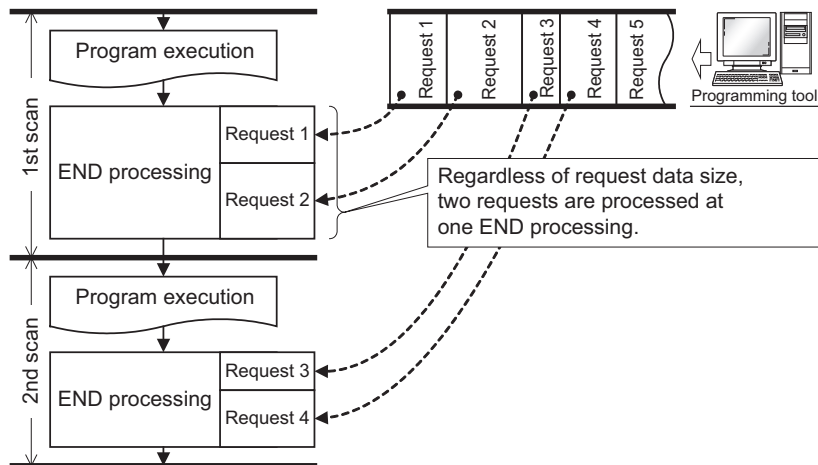 1st scan
Program execution
END processing
Request 1
Request 2
Request 1
Request 2
Request 3
Request 4
Request 5
Programming tool
Regardless of request data size,
two requests are processed at
one END processing.
2nd scan
Program execution
END processing
Request 3
Request 4